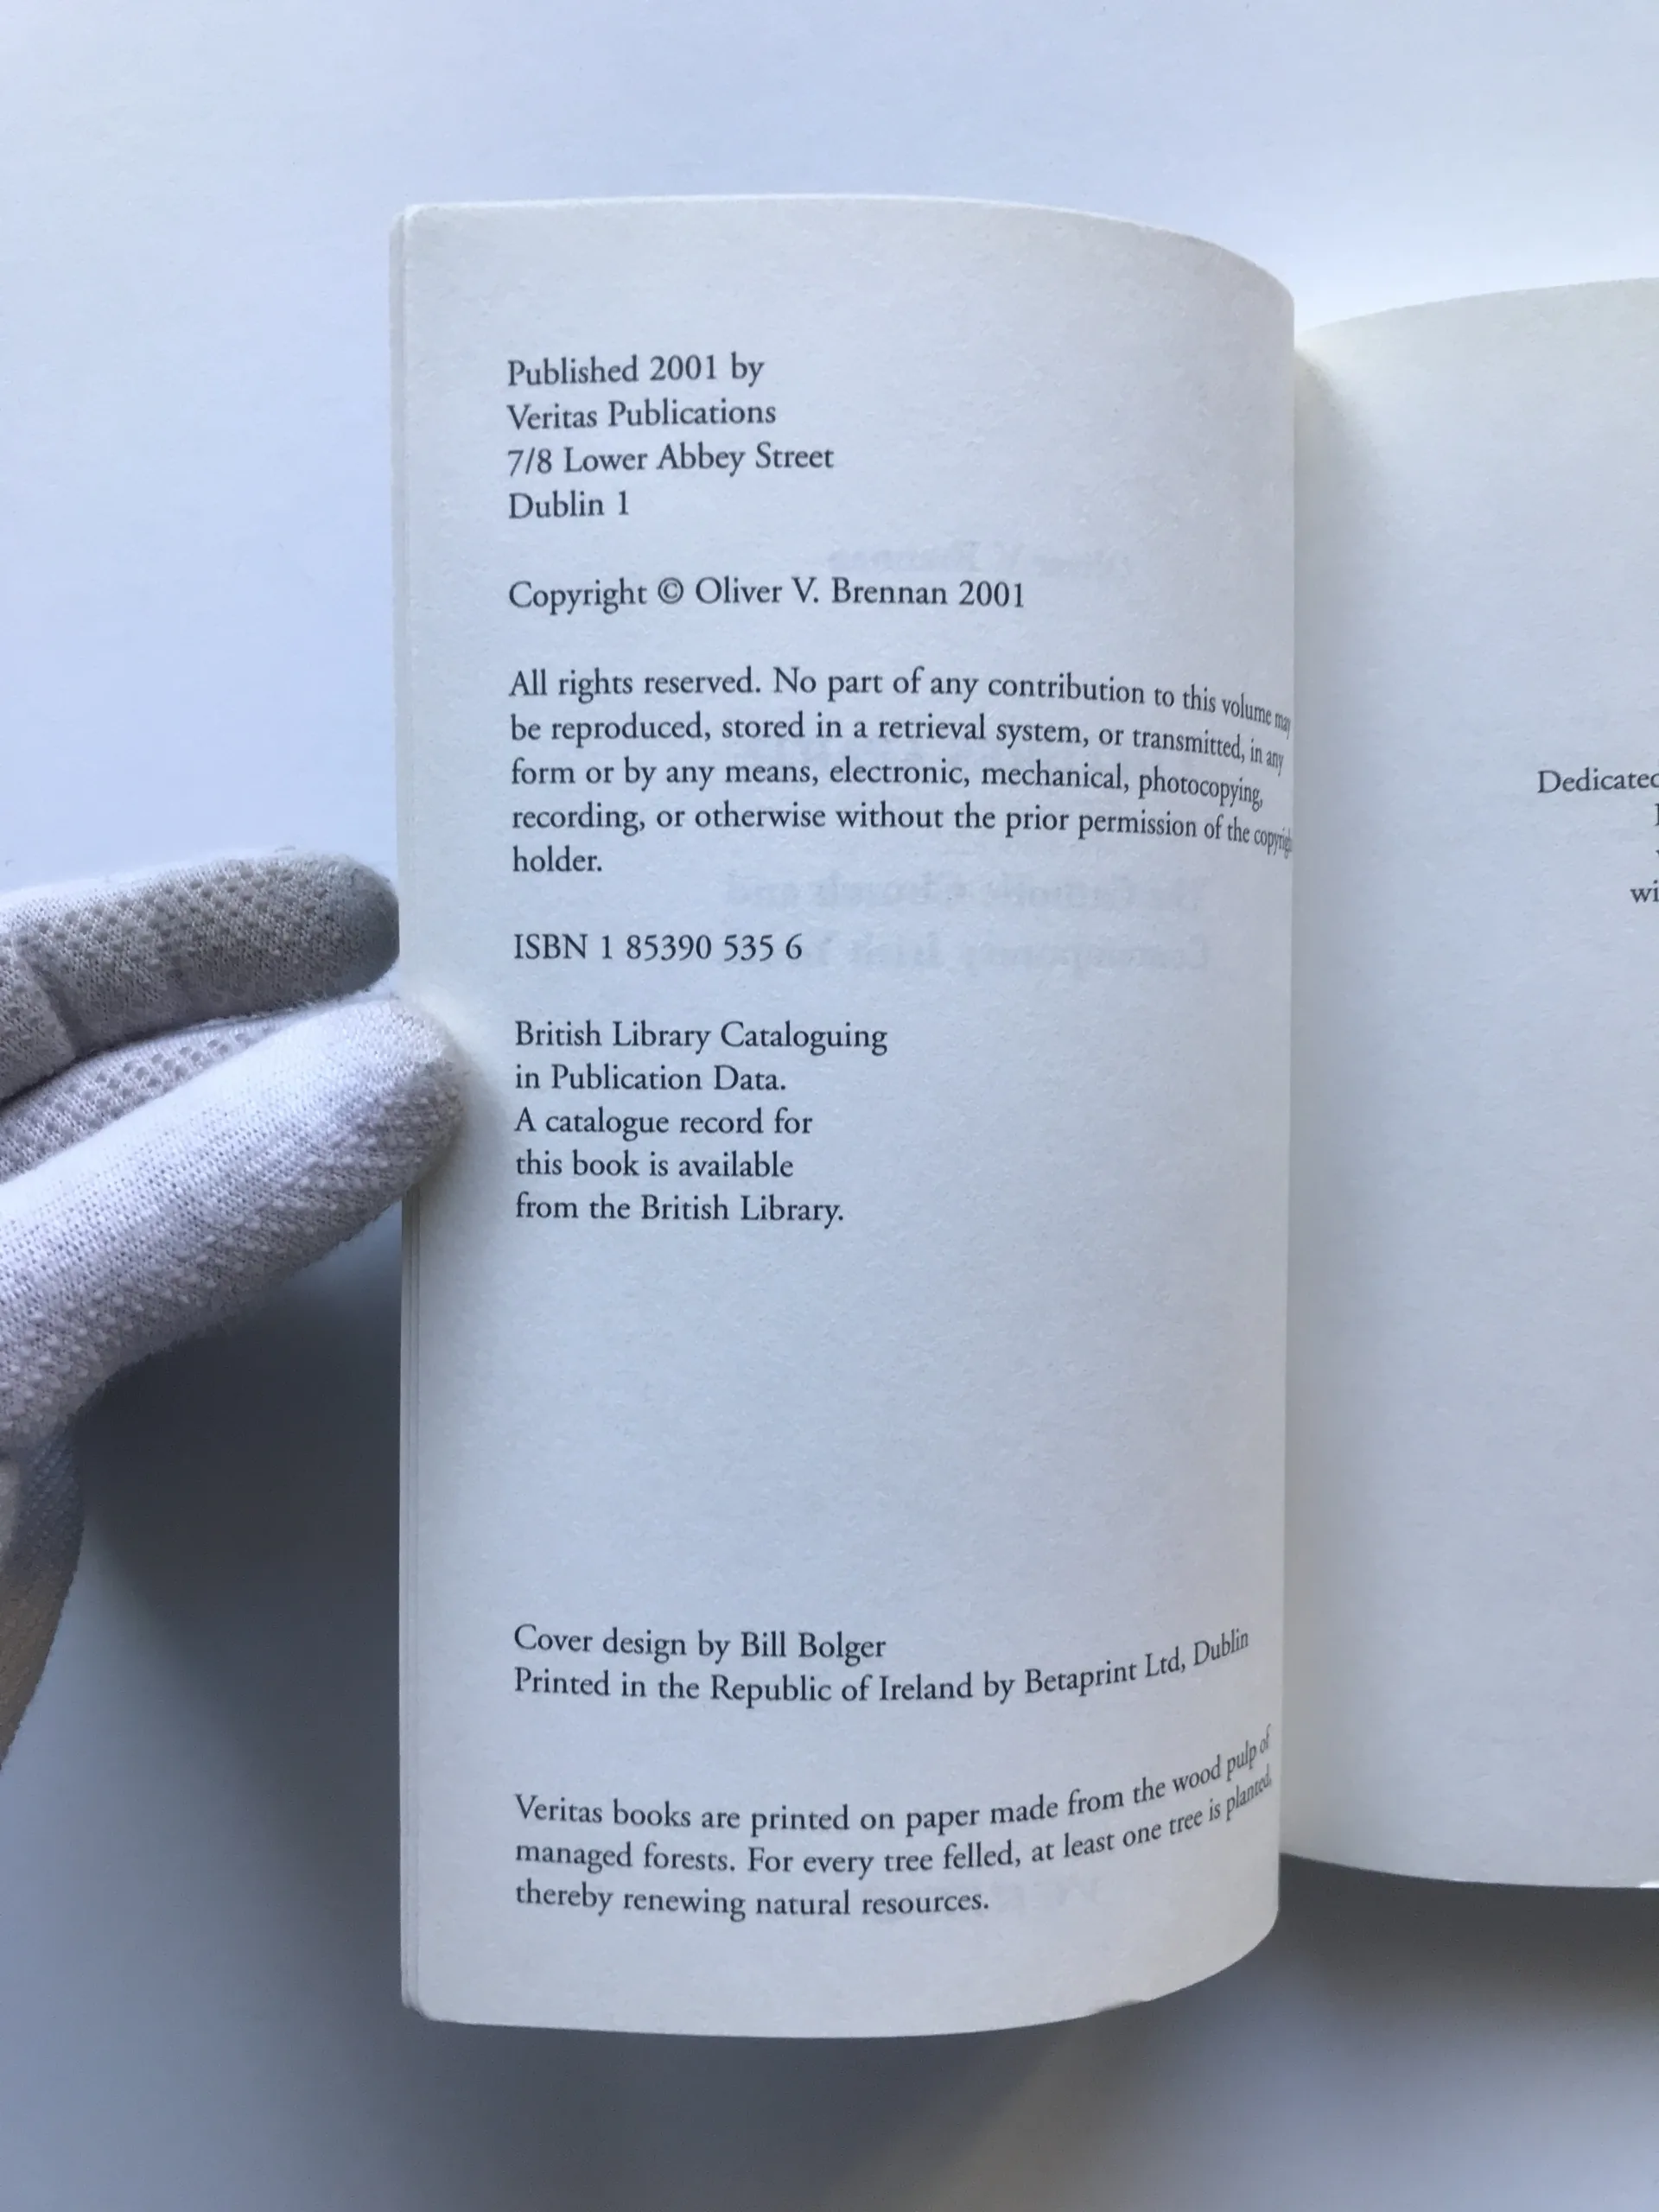 Published 2001 by
Veritas Publications
7/8 Lower Abbey Street
Dublin 1
Copyright © Oliver V. Brennan 2001
All rights reserved. No part of any contribution to this volume may
be reproduced, stored in a retrieval system, or transmitted, in any
form or by any means, electronic, mechanical, photocopying,
recording, or otherwise without the prior permission of the copyright
holder.
ISBN 1 85390 535 6
British Library Cataloguing
in Publication Data.
A catalogue record for
this book is available
from the British Library.
Cover design by Bill Bolger
Printed in the Republic of Ireland by Betaprint Ltd, Dublin
Veritas books are printed on paper made from the wood pulp of
managed forests. For every tree felled, at least one tree is planted,
thereby renewing natural resources.
Dedicated
wi